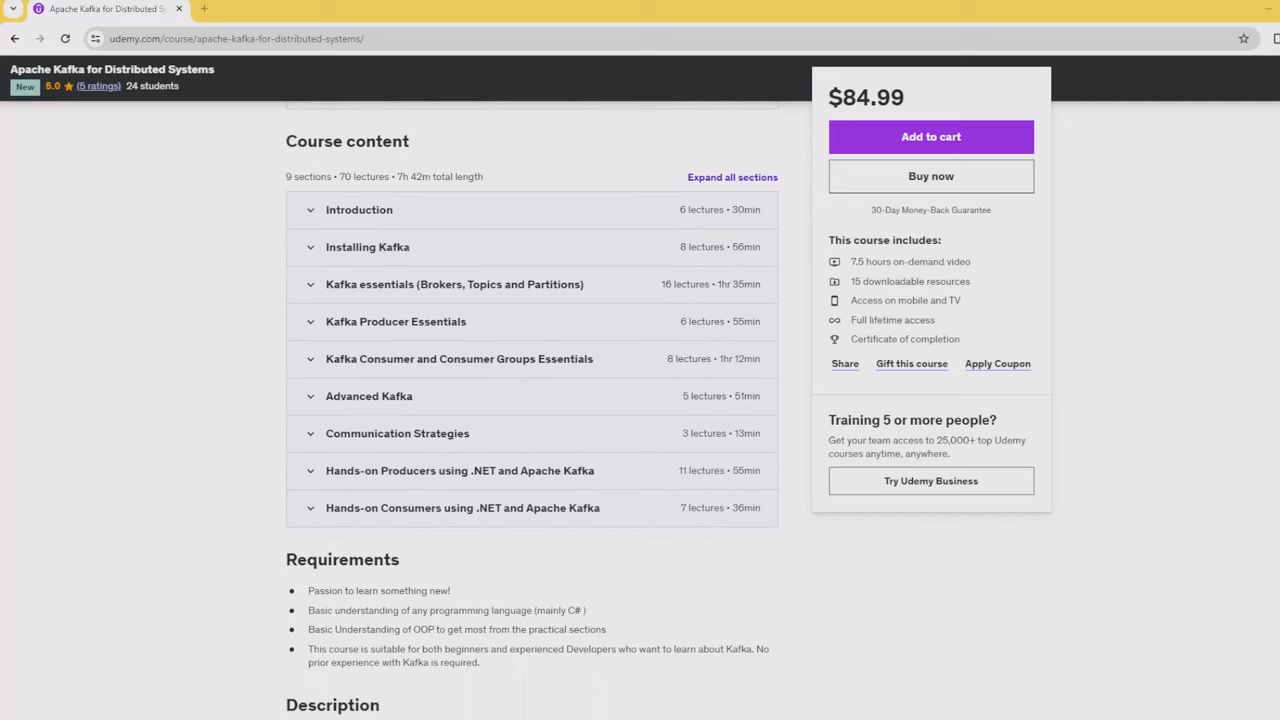 Apache Kafka for Distributed Sy
udemy.com/course/apache-kafka-for-distributed-systems/
Apache Kafka for Distributed Systems
New 5.0 (5 ratings) 24 students
$84.99
Add to cart
Buy now
30-Day Money-Back Guarantee
This course includes:
7.5 hours on-demand video
15 downloadable resources
Access on mobile and TV
Full lifetime access
Certificate of completion
Share Gift this course Apply Coupon
Training 5 or more people?
Get your team access to 25,000+ top Udemy
courses anytime, anywhere.
Try Udemy Business
Course content
9 sections • 70 lectures • 7h 42m total length Expand all sections
Introduction 6 lectures • 30min
Installing Kafka 8 lectures • 56min
Kafka essentials (Brokers, Topics and Partitions) 16 lectures • 1hr 35min
Kafka Producer Essentials 6 lectures • 55min
Kafka Consumer and Consumer Groups Essentials 8 lectures • 1hr 12min
Advanced Kafka 5 lectures • 51min
Communication Strategies 3 lectures • 13min
Hands-on Producers using .NET and Apache Kafka 11 lectures • 55min
Hands-on Consumers using .NET and Apache Kafka 7 lectures • 36min
Requirements
• Passion to learn something new!
• Basic understanding of any programming language (mainly C# )
• Basic Understanding of OOP to get most from the practical sections
• This course is suitable for both beginners and experienced Developers who want to learn about Kafka. No
prior experience with Kafka is required.
Description